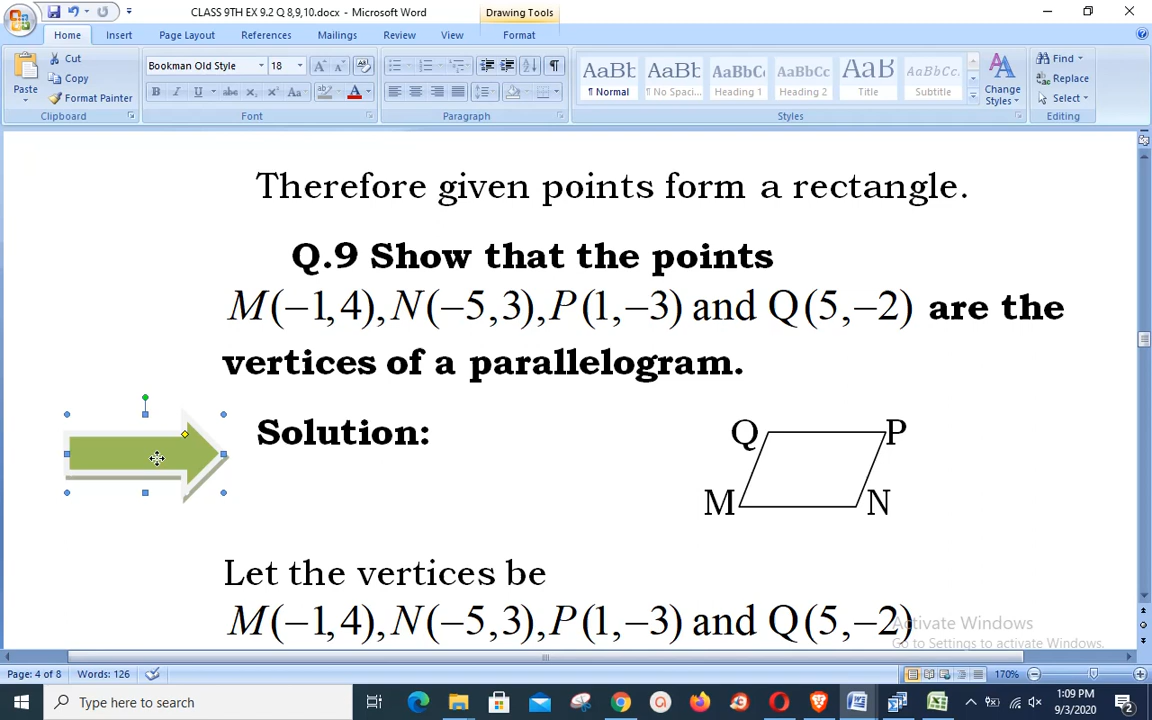 CLASS 9TH EX 9.2 Q 8,9,10.docx - Microsoft Word
Drawing Tools
Home Insert Page Layout References Mailings Review View Format
Paste
Cut
Copy
Format Painter
Clipboard
Bookman Old Style 18
Font
Paragraph
AaBb AaBb AaBbC AaBbC AaB AaBbCc.
¶ Normal ¶ No Spaci... Heading 1 Heading 2 Title Subtitle
Change Styles
Styles
Find
Replace
Select
Editing
Therefore given points form a rectangle.
Q.9 Show that the points
M(−1,4), N(−5,3), P(1,−3) and Q(5,−2) are the
vertices of a parallelogram.
Solution:
Q P
M N
Let the vertices be
M(−1,4), N(−5,3), P(1,−3) and Q(5,−2)
Activate Windows
Go to Settings to activate Windows.
Page: 4 of 8 Words: 126 170%
Type here to search
1:09 PM
9/3/2020
2